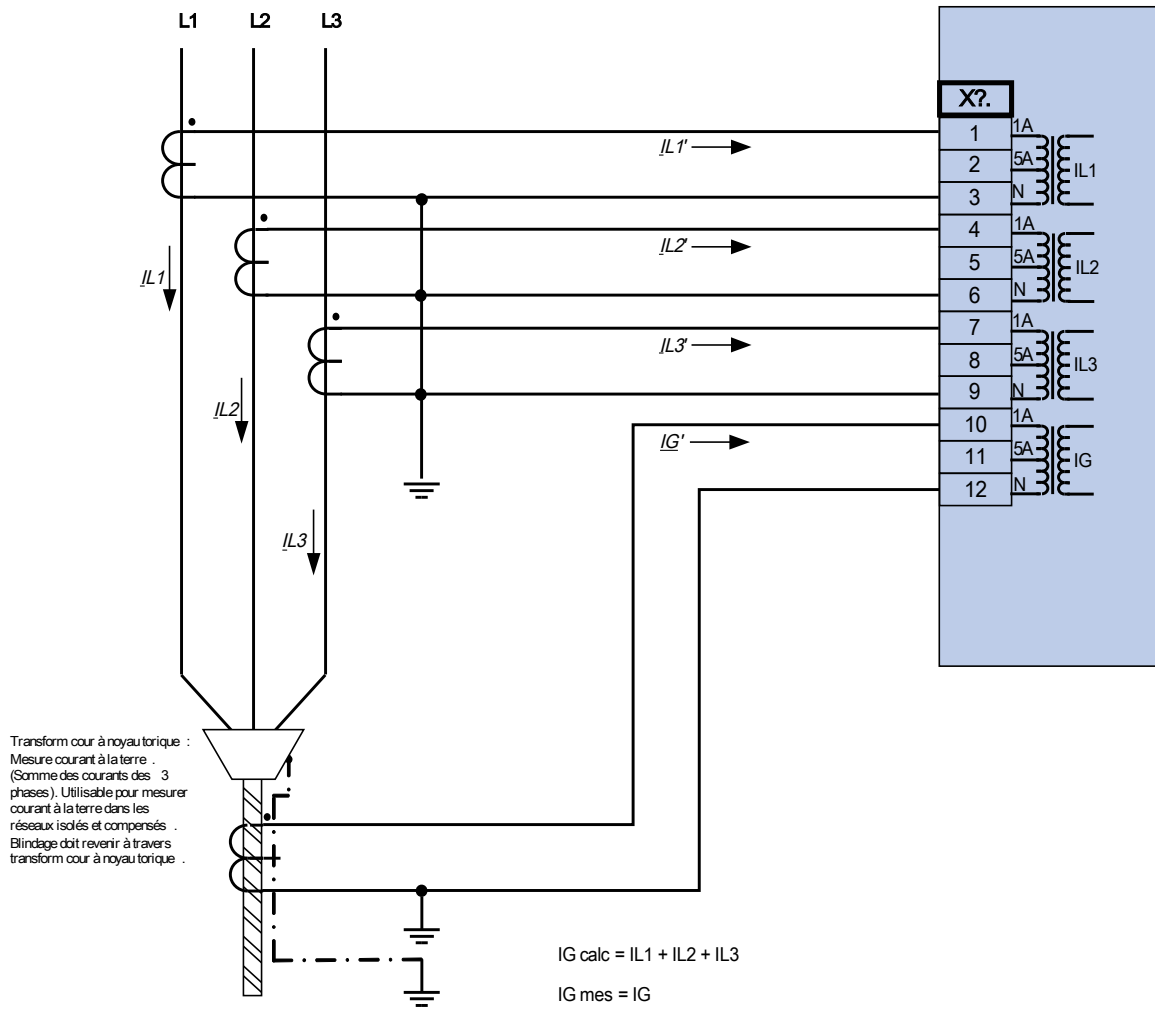 L1 L2 L3
X?.
1 1A
2 5A IL1
3 N
4 1A
5 5A IL2
6 N
7 1A
8 5A IL3
9 N
10 1A
11 5A IG
12 N
IL1'
IL2'
IL3'
IG'
IL1
IL2
IL3
Transform cour à noyau torique :
Mesure courant à la terre .
(Somme des courants des 3
phases). Utilisable pour mesurer
courant à la terre dans les
réseaux isolés et compensés .
Blindage doit revenir à travers
transform cour à noyau torique .
IG calc = IL1 + IL2 + IL3
IG mes = IG